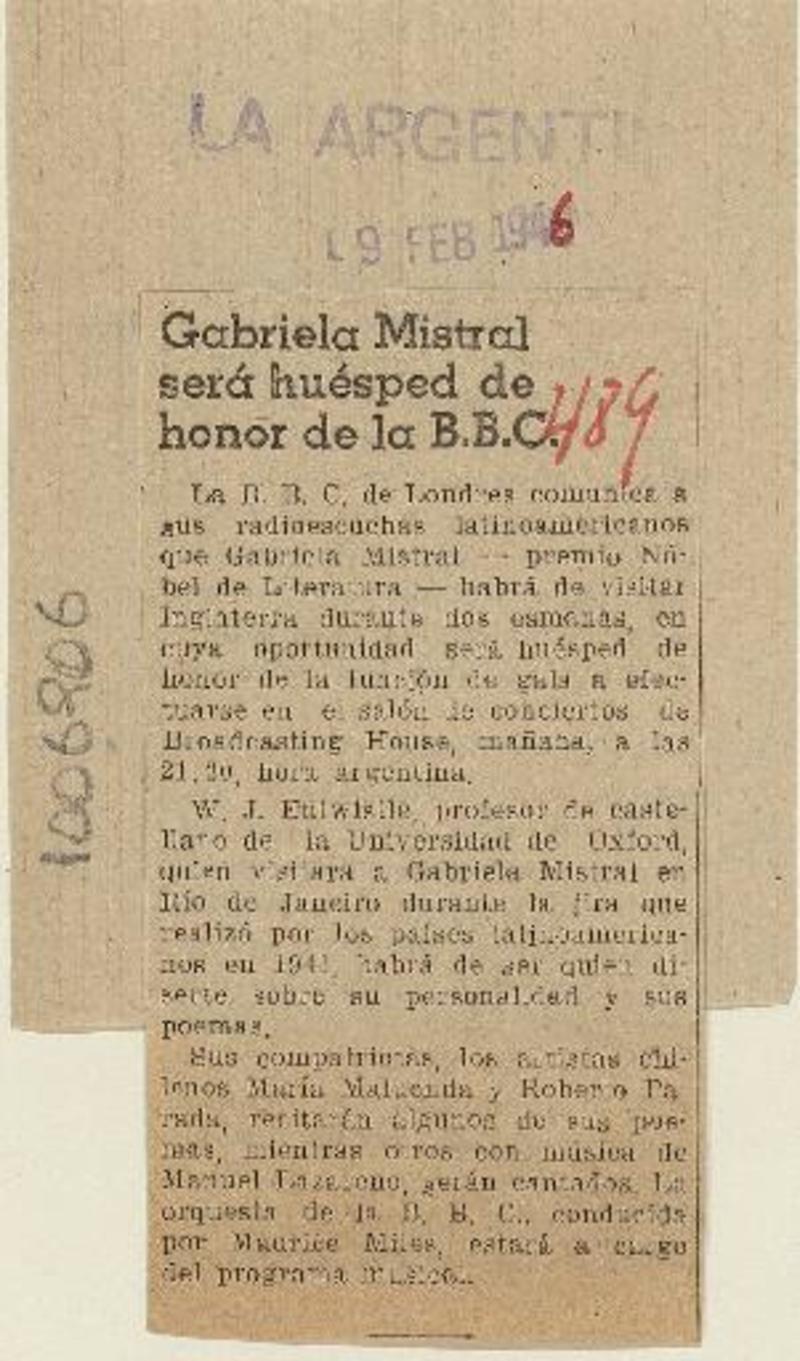 LA ARGENTI
9 FEB 1946
Gabriela Mistral
será huésped de
honor de la B.B.C.
489
La B. B. C. de Londres comunica a
sus radioescuchas latinoamericanos
que Gabriela Mistral — premio Nó-
bel de Literatura — habrá de visitar
Inglaterra durante dos esmonas, en
cuya oportunidad será huésped de
honor de la función de gala a efec-
tuarse en el salón de conciertos de
Broadcasting House, mañana, a las
hora argentina.
W. J. Entwistle, profesor de caste-
llano de la Universidad de Oxford,
quien visitara a Gabriela Mistral en
Río de Janeiro durante la jira que
realizó por los países latinoamerica-
nos en habrá de ser quien di-
serte sobre su personalidad y sus
poemas.
Sus compatriotas, los artistas chi-
lenos María Maluenda y Roberto Pa-
rada, recitarán algunos de sus poe-
mas, mientras otros con música de
Manuel serán cantados. La
orquesta de la B. B. C., conducida
por Maurice Miles, estará a cargo
del programa musical.
1006906